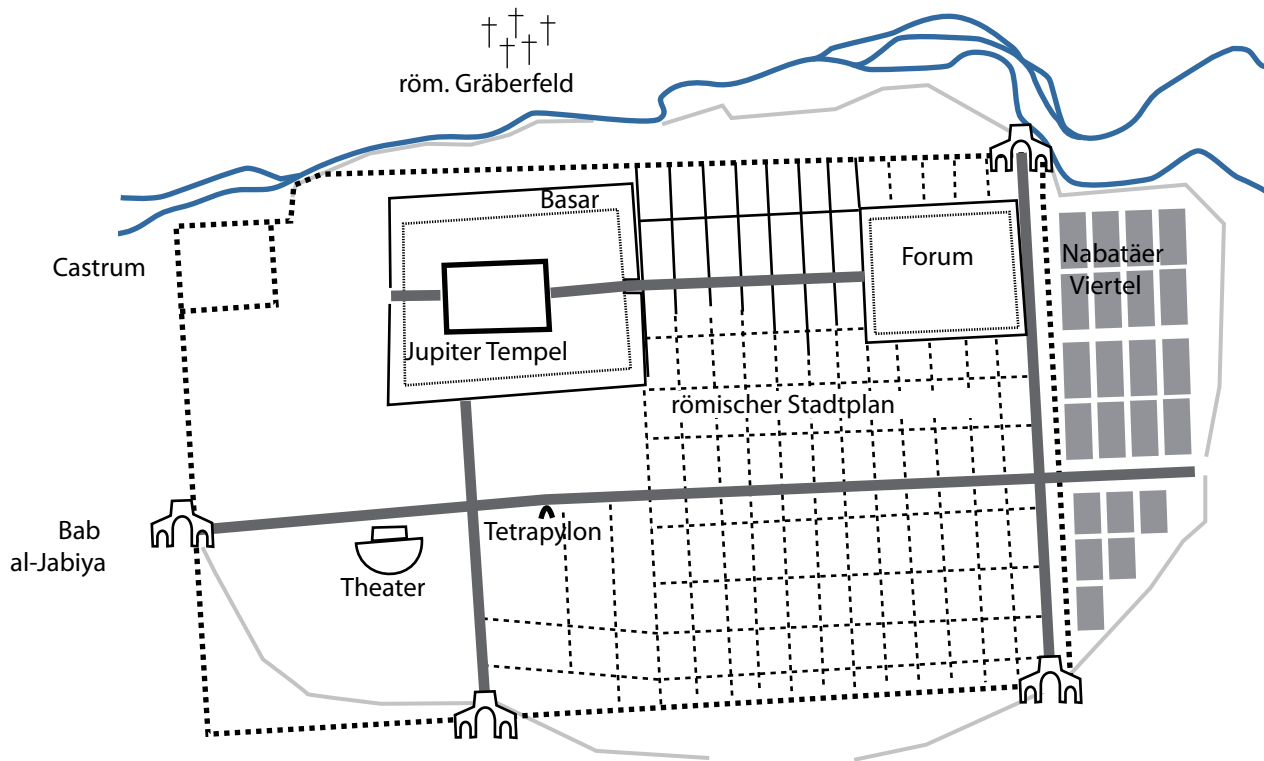 röm. Gräberfeld
Basar
Castrum
Forum
Nabatäer
Viertel
Jupiter Tempel
römischer Stadtplan
Bab
al-Jabiya
Tetrapylon
Theater